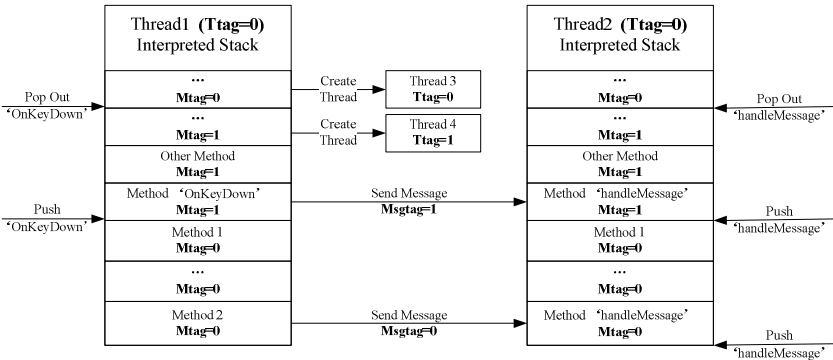 Thread1 (Ttag=0)
Interpreted Stack
...
Mtag=0
...
Mtag=1
Other Method
Mtag=1
Method ‘OnKeyDown’
Mtag=1
Method 1
Mtag=0
...
Mtag=0
Method 2
Mtag=0
Pop Out
‘OnKeyDown’
Push
‘OnKeyDown’
Create
Thread
Thread 3
Ttag=0
Create
Thread
Thread 4
Ttag=1
Send Message
Msgtag=1
Send Message
Msgtag=0
Thread2 (Ttag=0)
Interpreted Stack
...
Mtag=0
...
Mtag=1
Other Method
Mtag=1
Method ‘handleMessage’
Mtag=1
Method 1
Mtag=0
...
Mtag=0
Method ‘handleMessage’
Mtag=0
Pop Out
‘handleMessage’
Push
‘handleMessage’
Push
‘handleMessage’